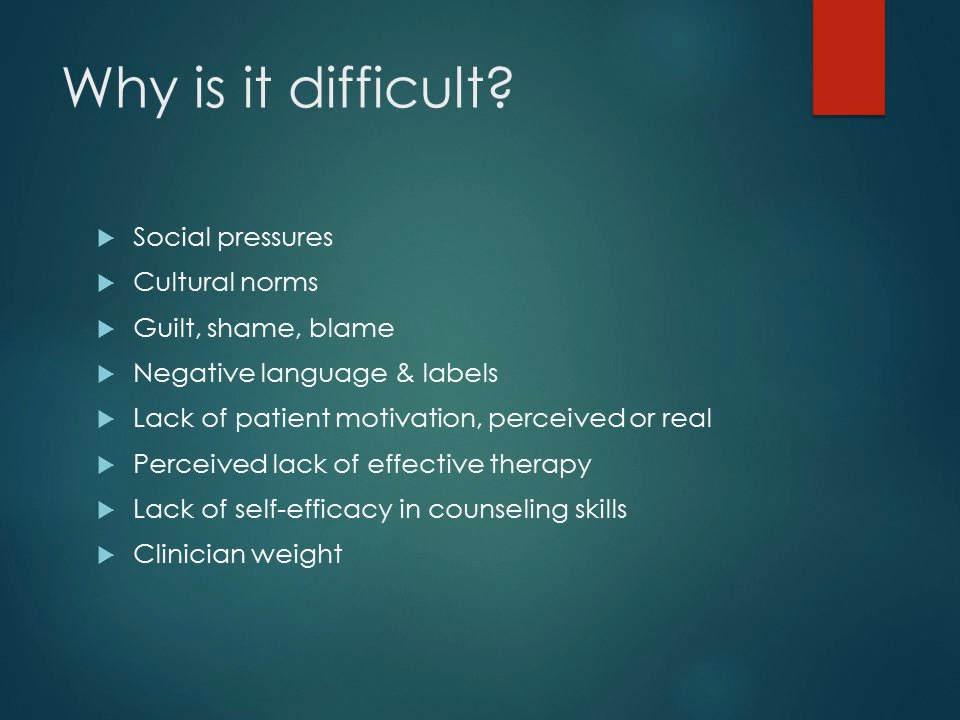 Why is it difficult?
Social pressures
Cultural norms
Guilt, shame, blame
Negative language & labels
Lack of patient motivation, perceived or real
Perceived lack of effective therapy
Lack of self-efficacy in counseling skills
Clinician weight